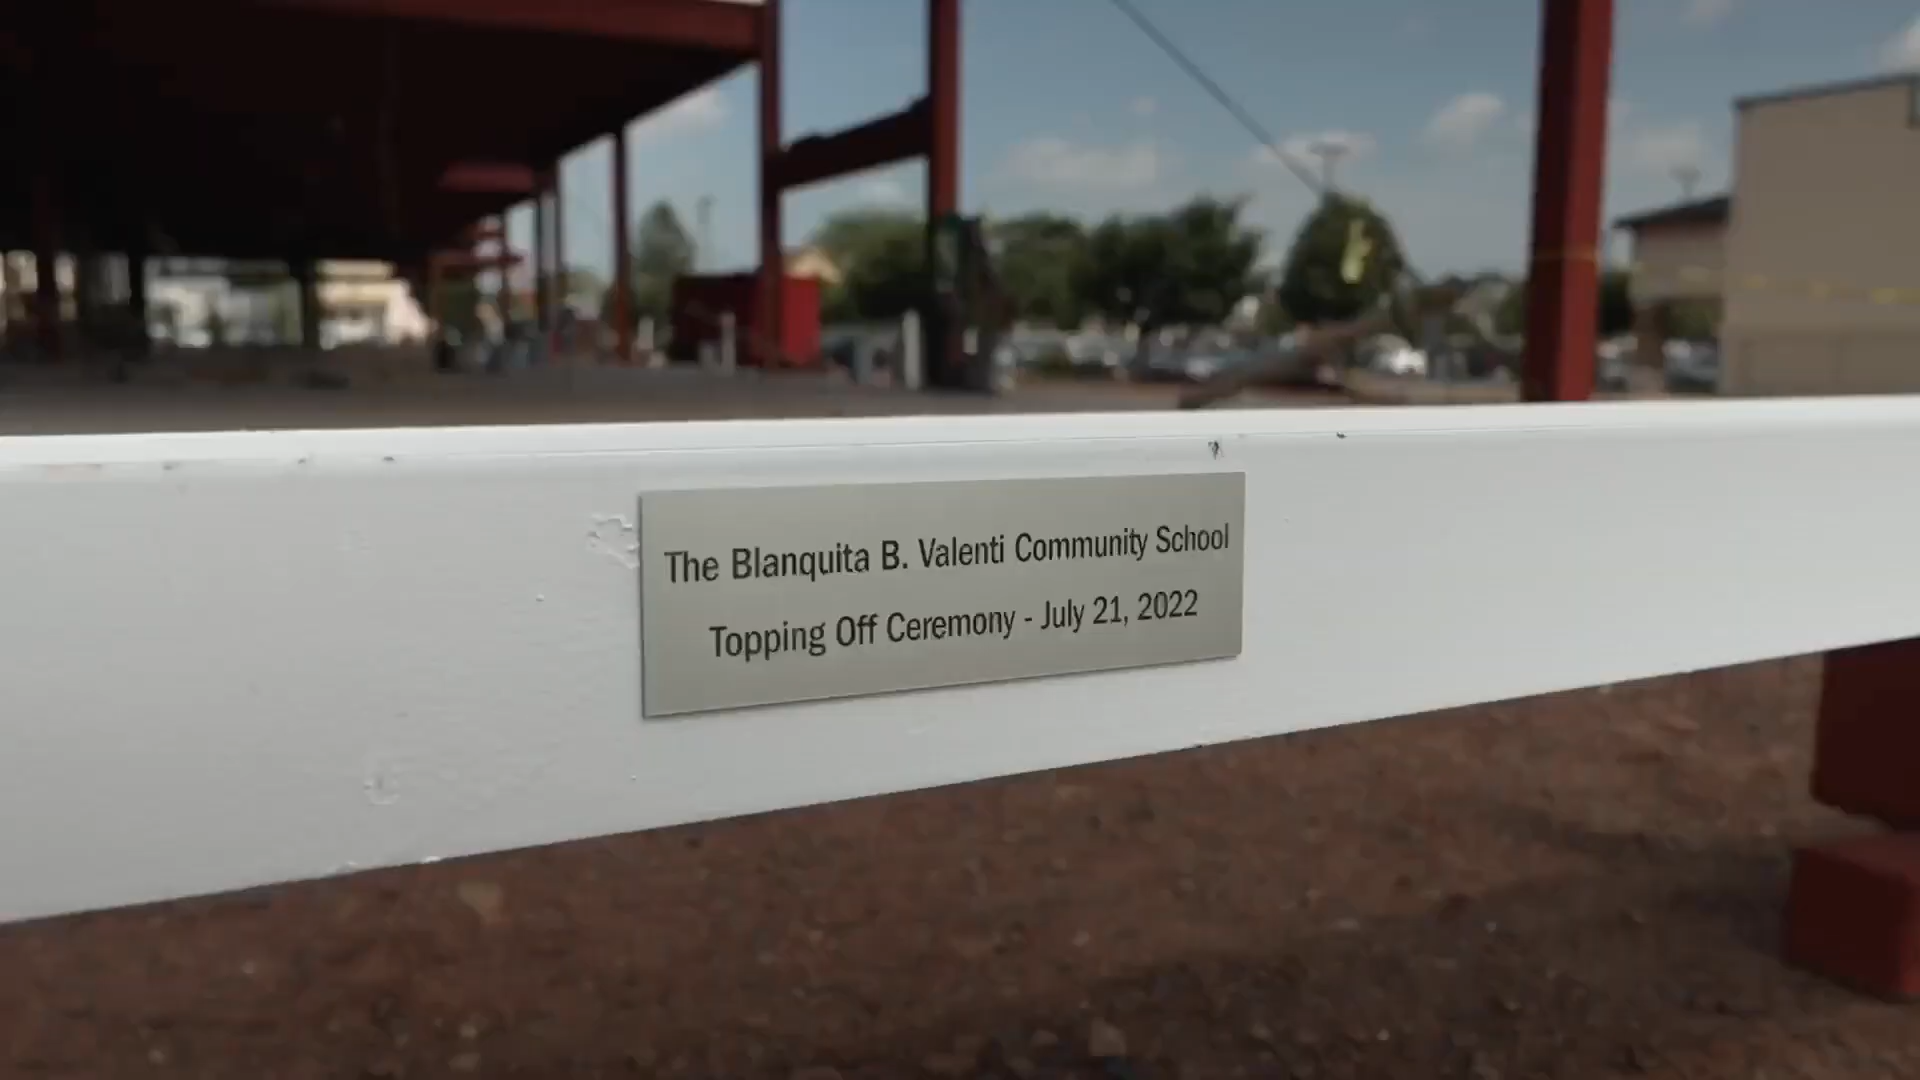 The Blanquita B. Valenti Community School
Topping Off Ceremony - July 21, 2022